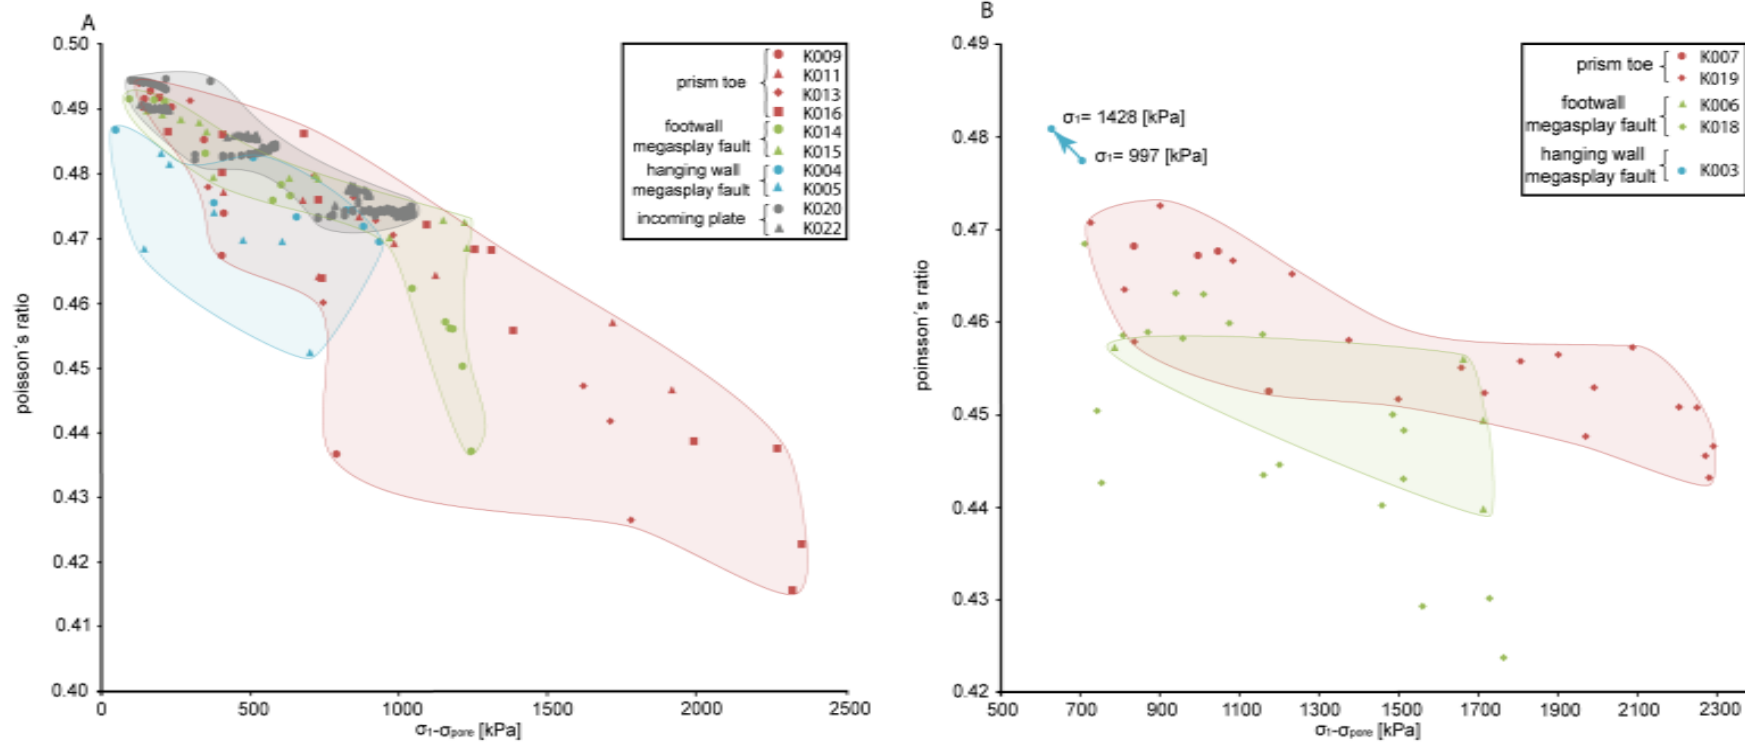 A
0.50
0.49
0.48
0.47
0.46
0.45
0.44
0.43
0.42
0.41
0.40
poisson´s ratio
0
500
1000
1500
2000
2500
σ₁-σpore [kPa]
prism toe
K009
K011
K013
K016
footwall
megasplay fault
K014
K015
hanging wall
megasplay fault
K004
K005
incoming plate
K020
K022
B
0.49
0.48
0.47
0.46
0.45
0.44
0.43
0.42
poinsson´s ratio
500
700
900
1100
1300
1500
1700
1900
2100
2300
σ₁-σpore [kPa]
σ₁= 1428 [kPa]
σ₁= 997 [kPa]
prism toe
K007
K019
footwall
megasplay fault
K006
K018
hanging wall
megasplay fault
K003